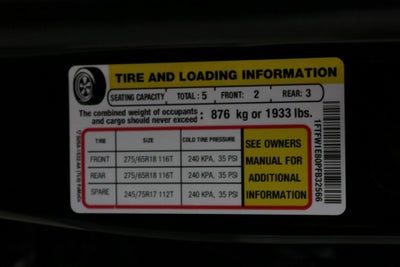 TIRE AND LOADING INFORMATION
SEATING CAPACITY TOTAL : 5 FRONT: 2 REAR: 3
The combined weight of occupants
and cargo should never exceed : 876 kg or 1933 lbs.
TIRE SIZE COLD TIRE PRESSURE
FRONT 275/65R18 116T 240 KPA, 35 PSI
REAR 275/65R18 116T 240 KPA, 35 PSI
SPARE 245/75R17 112T 240 KPA, 35 PSI
SEE OWNERS
MANUAL FOR
ADDITIONAL
INFORMATION
1FTFW1E80PFB32566